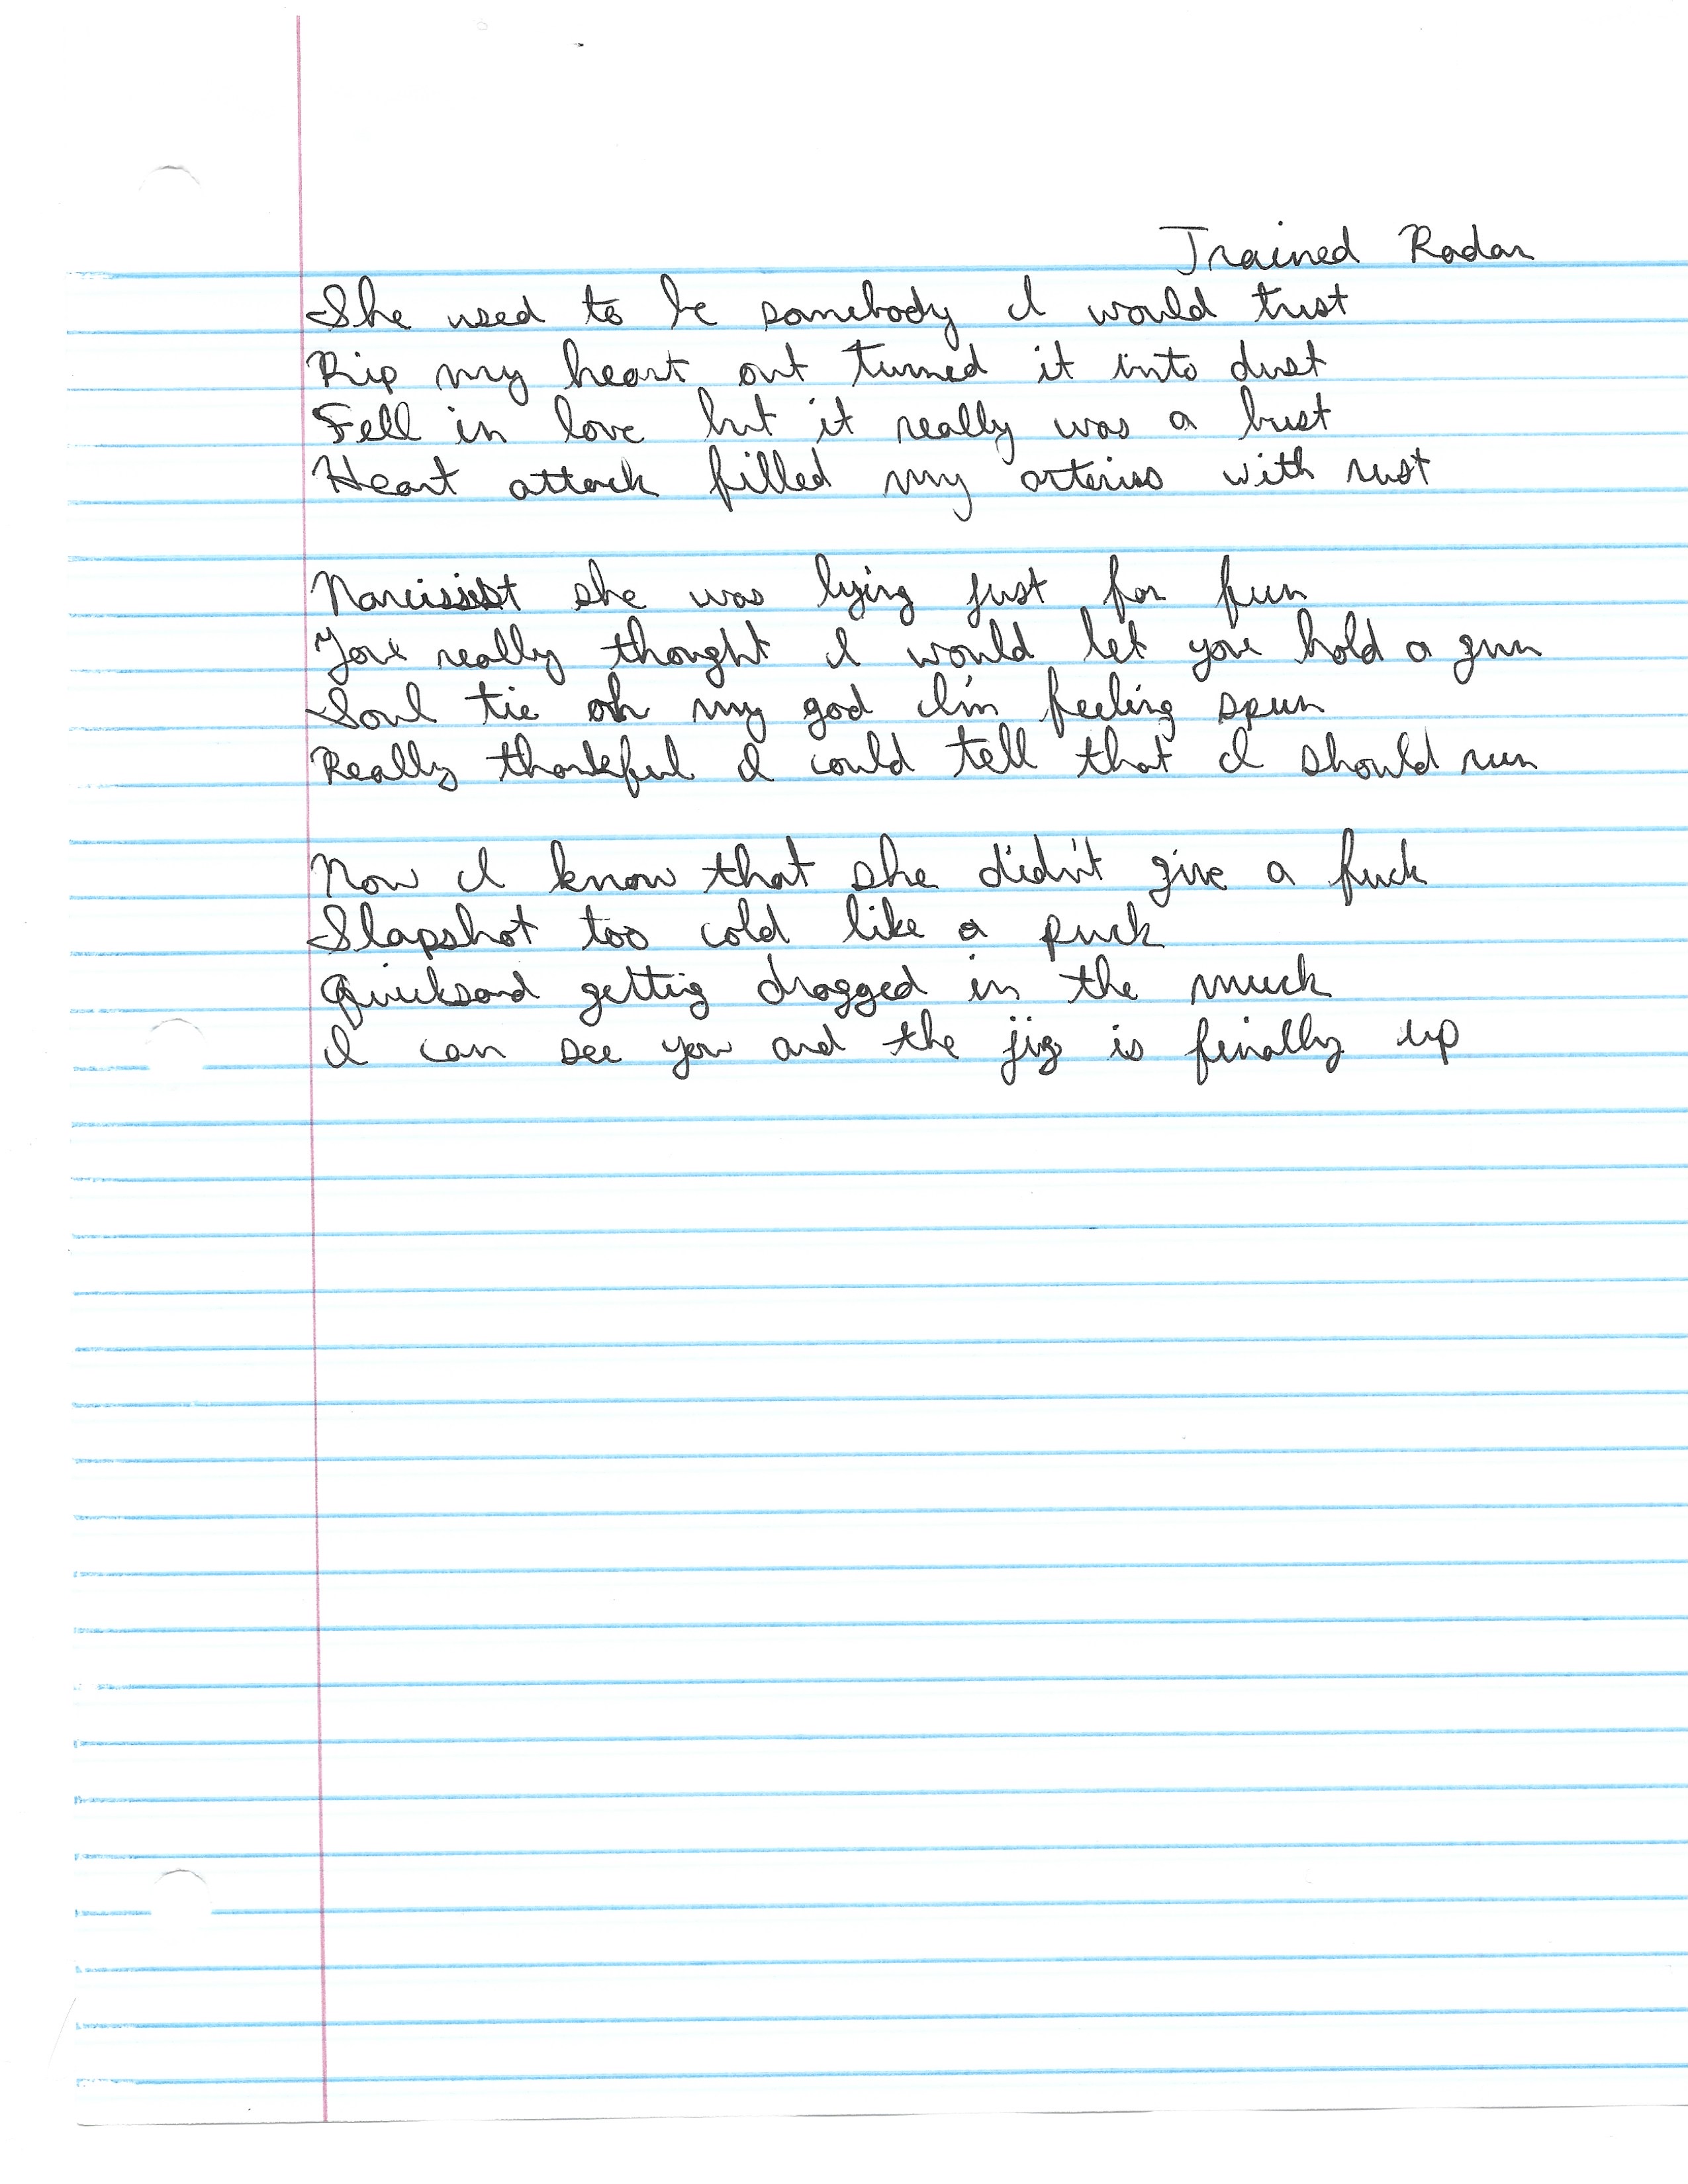 Trained Radar
She used to be somebody I would trust
Rip my heart out turned it into dust
Fell in love but it really was a bust
Heart attack filled my arteries with rust
Narcissist she was lying just for fun
You really thought I would let you hold a gun
Soul tie oh my god I'm feeling spun
Really thankful I could tell that I should run
Now I know that she didn't give a fuck
Slapshot too cold like a puck
Quicksand getting dragged in the muck
I can see you and the jig is finally up